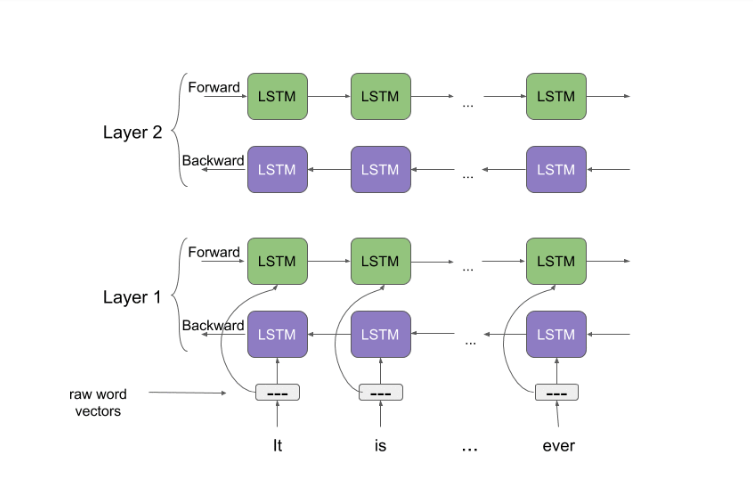 Forward
LSTM LSTM ... LSTM
Layer 2
Backward
LSTM LSTM ... LSTM
Forward
LSTM LSTM ... LSTM
Layer 1
Backward
LSTM LSTM ... LSTM
raw word
vectors
--- --- ---
It is ... ever